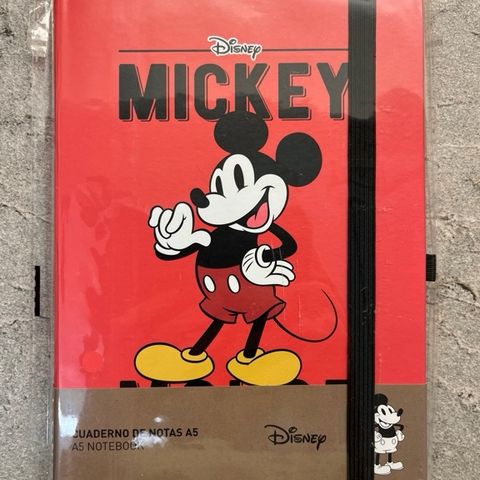 Disney
MICKEY
CUADERNO DE NOTAS A5
A5 NOTEBOOK
Disney